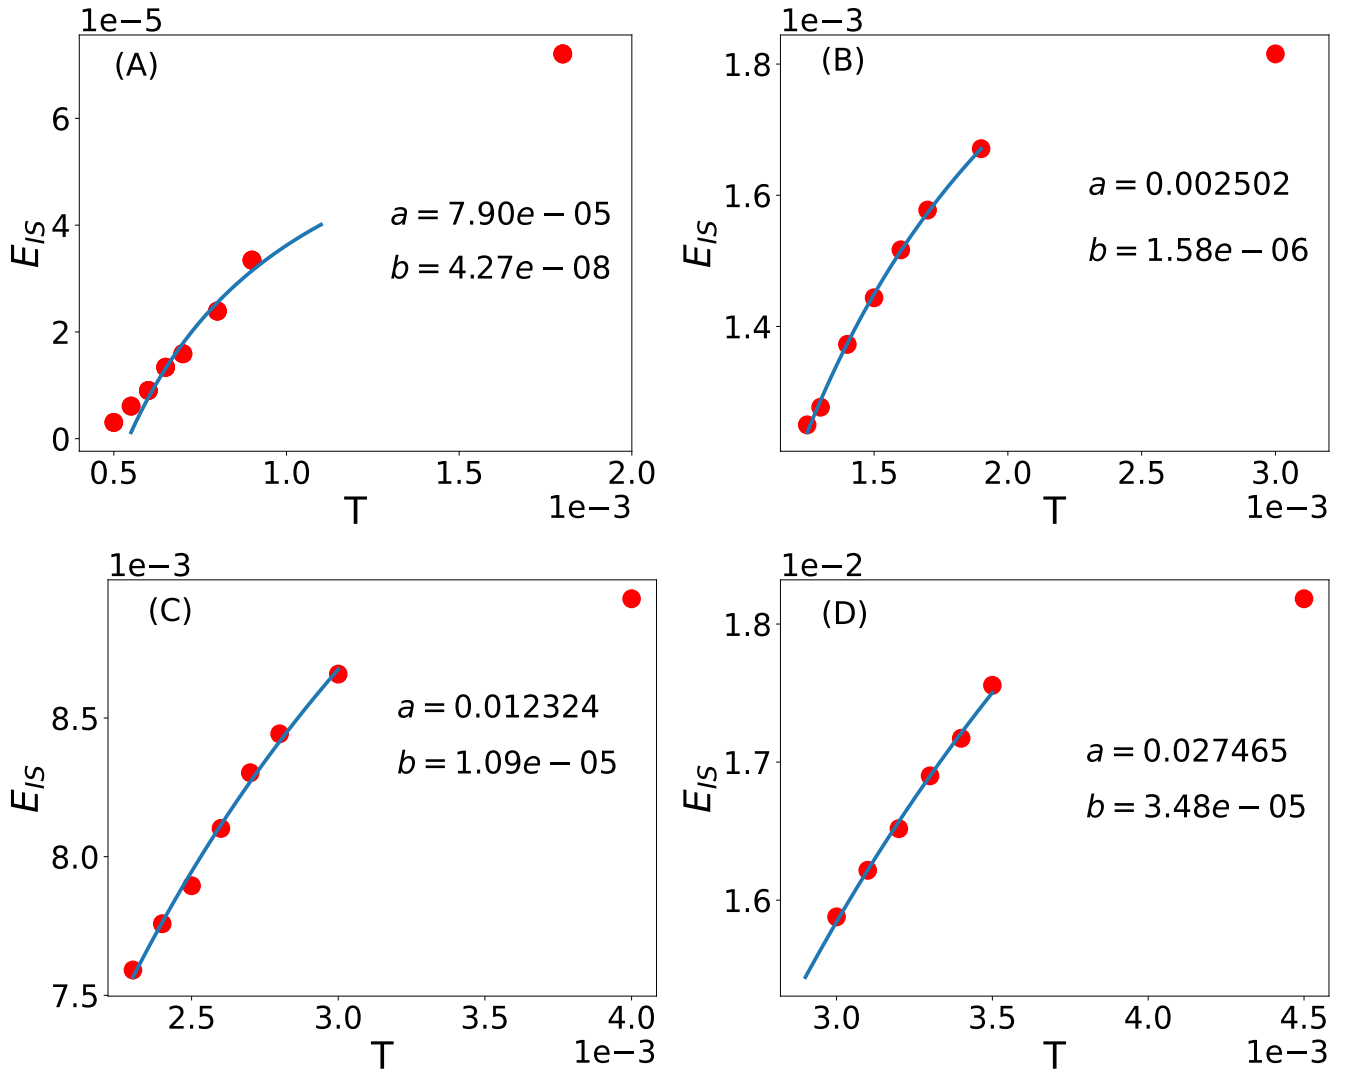 1e−5
(A)
6
4
2
0
E_IS
a = 7.90e − 05
b = 4.27e − 08
0.5 1.0 1.5 2.0
T 1e−3
1e−3
(B)
1.8
1.6
1.4
E_IS
a = 0.002502
b = 1.58e − 06
1.5 2.0 2.5 3.0
T 1e−3
1e−3
(C)
8.5
8.0
7.5
E_IS
a = 0.012324
b = 1.09e − 05
2.5 3.0 3.5 4.0
T 1e−3
1e−2
(D)
1.8
1.7
1.6
E_IS
a = 0.027465
b = 3.48e − 05
3.0 3.5 4.0 4.5
T 1e−3